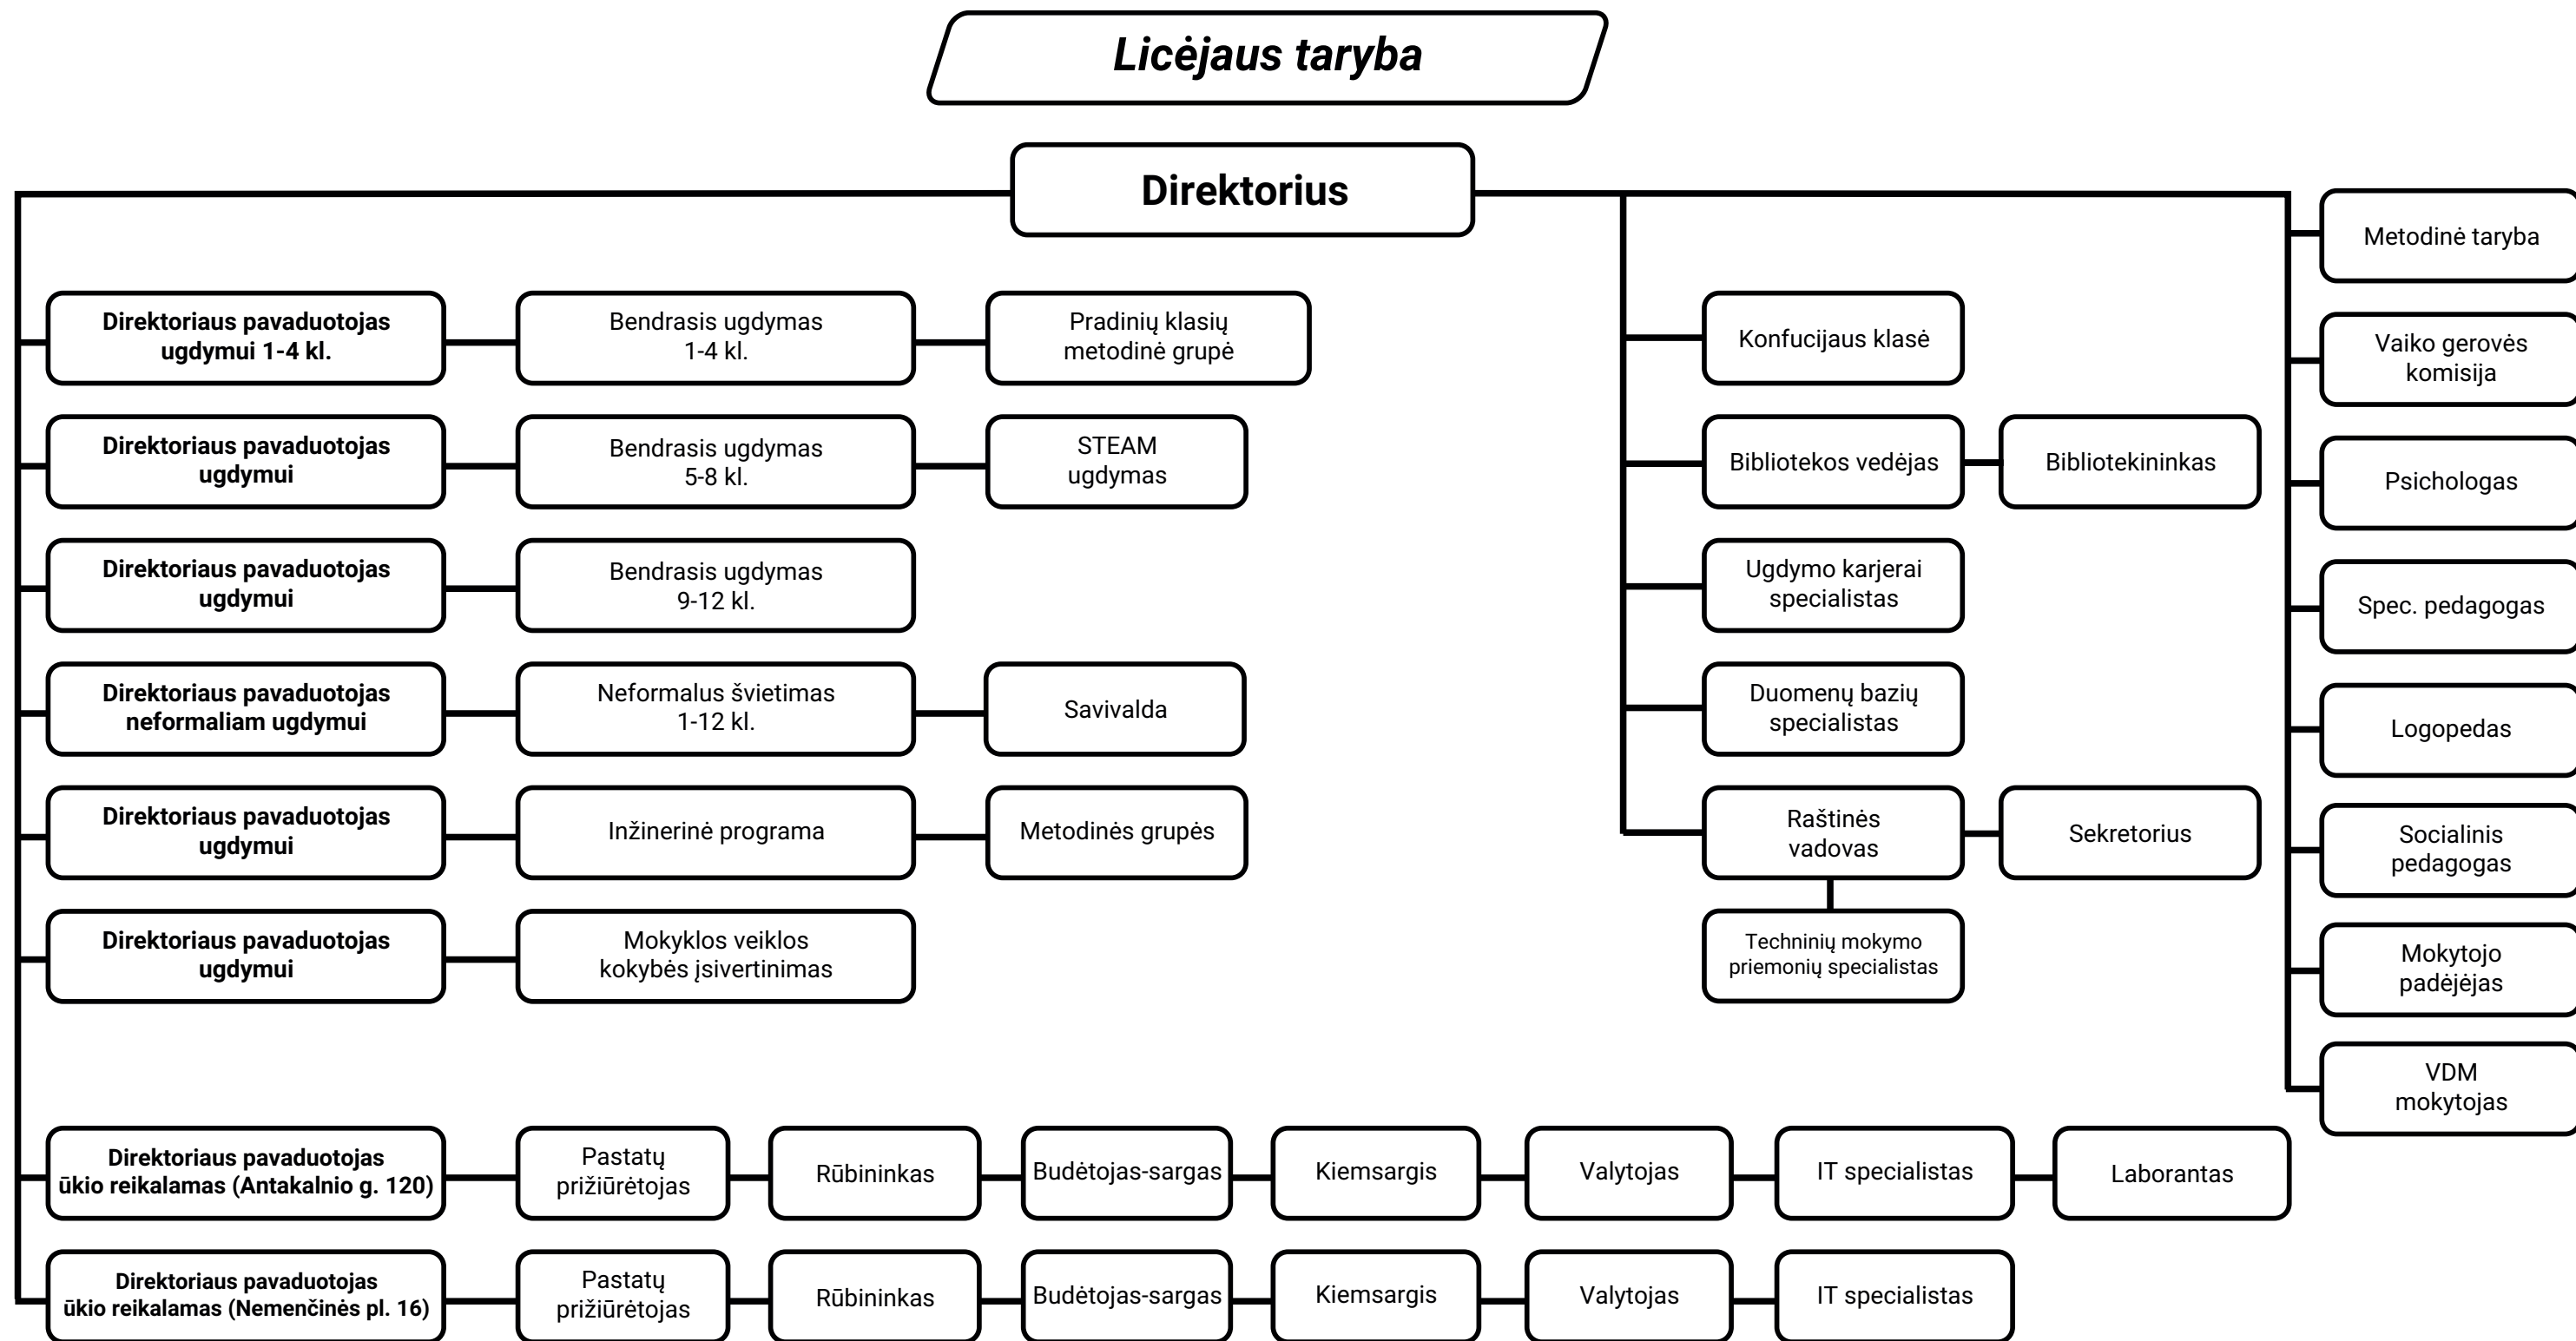 Licėjaus taryba
Direktorius
Direktoriaus pavaduotojas
ugdymui 1-4 kl.
Bendrasis ugdymas
1-4 kl.
Pradinių klasių
metodinė grupė
Direktoriaus pavaduotojas
ugdymui
Bendrasis ugdymas
5-8 kl.
STEAM
ugdymas
Direktoriaus pavaduotojas
ugdymui
Bendrasis ugdymas
9-12 kl.
Direktoriaus pavaduotojas
neformaliam ugdymui
Neformalus švietimas
1-12 kl.
Savivalda
Direktoriaus pavaduotojas
ugdymui
Inžinerinė programa
Metodinės grupės
Direktoriaus pavaduotojas
ugdymui
Mokyklos veiklos
kokybės įsivertinimas
Konfucijaus klasė
Bibliotekos vedėjas
Bibliotekininkas
Ugdymo karjerai
specialistas
Duomenų bazių
specialistas
Raštinės
vadovas
Sekretorius
Techninių mokymo
priemonių specialistas
Metodinė taryba
Vaiko gerovės
komisija
Psichologas
Spec. pedagogas
Logopedas
Socialinis
pedagogas
Mokytojo
padėjėjas
VDM
mokytojas
Direktoriaus pavaduotojas
ūkio reikalamas (Antakalnio g. 120)
Pastatų
prižiūrėtojas
Rūbininkas
Budėtojas-sargas
Kiemsargis
Valytojas
IT specialistas
Laborantas
Direktoriaus pavaduotojas
ūkio reikalamas (Nemenčinės pl. 16)
Pastatų
prižiūrėtojas
Rūbininkas
Budėtojas-sargas
Kiemsargis
Valytojas
IT specialistas